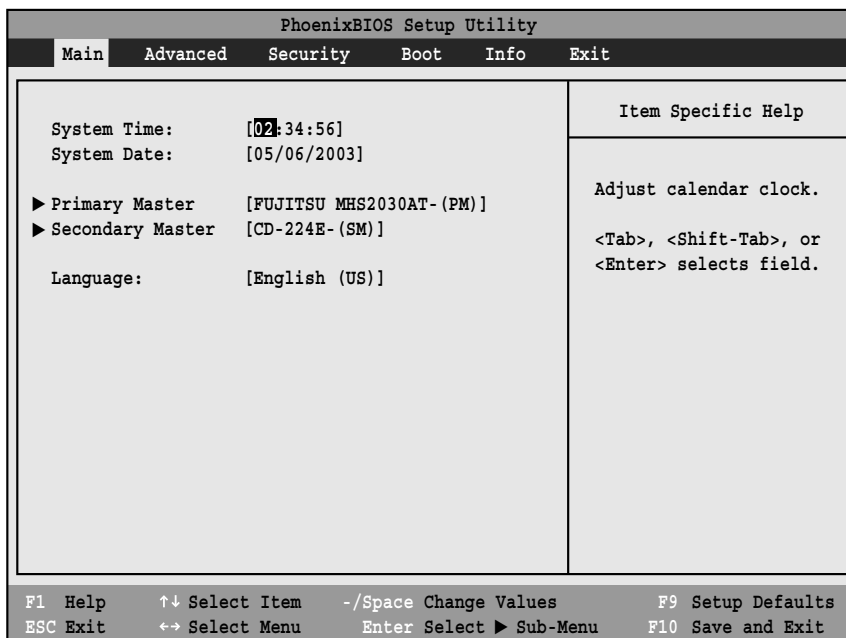 PhoenixBIOS Setup Utility
Main Advanced Security Boot Info Exit
System Time: [02:34:56]
System Date: [05/06/2003]
▶ Primary Master [FUJITSU MHS2030AT-(PM)]
▶ Secondary Master [CD-224E-(SM)]
Language: [English (US)]
Item Specific Help
Adjust calendar clock.
<Tab>, <Shift-Tab>, or
<Enter> selects field.
F1 Help ↑↓ Select Item -/Space Change Values F9 Setup Defaults
ESC Exit ←→ Select Menu Enter Select ▶ Sub-Menu F10 Save and Exit